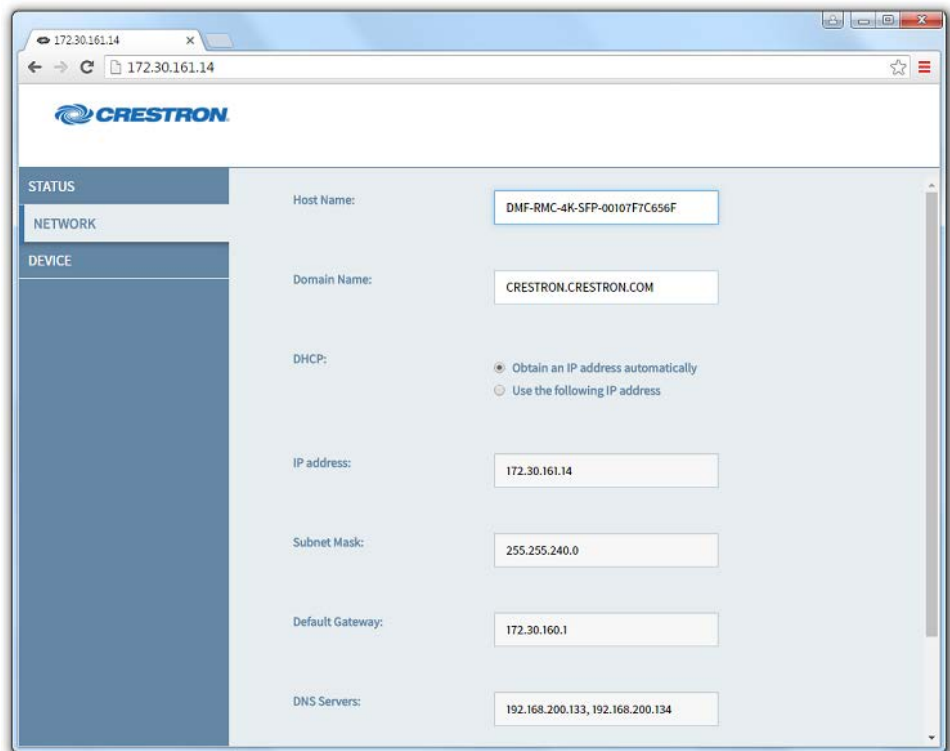 172.30.161.14
172.30.161.14
CRESTRON
STATUS
NETWORK
DEVICE
Host Name:
DMF-RMC-4K-SFP-00107F7C656F
Domain Name:
CRESTRON.CRESTRON.COM
DHCP:
Obtain an IP address automatically
Use the following IP address
IP address:
172.30.161.14
Subnet Mask:
255.255.240.0
Default Gateway:
172.30.160.1
DNS Servers:
192.168.200.133, 192.168.200.134